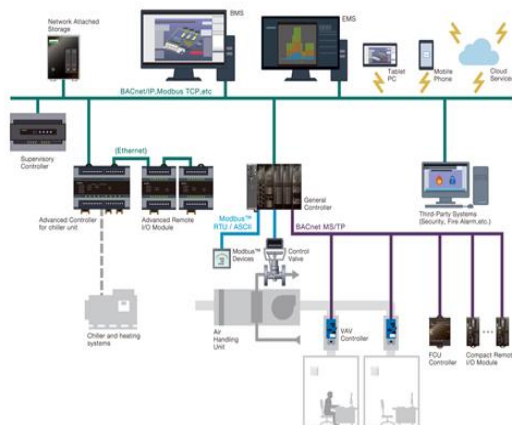 Network Attached
Storage
BMS
EMS
Tablet
PC
Mobile
Phone
Cloud
Service
BACnet/IP, Modbus TCP, etc
Supervisory
Controller
(Ethernet)
Advanced Controller
for chiller unit
Advanced Remote
I/O Module
General
Controller
Third-Party Systems
(Security, Fire Alarm, etc.)
Modbus™
RTU / ASCII
BACnet MS/TP
Modbus™
Devices
Control
Valve
Chiller and heating
systems
Air
Handling
Unit
VAV
Controller
FCU
Controller
Compact Remote
I/O Module